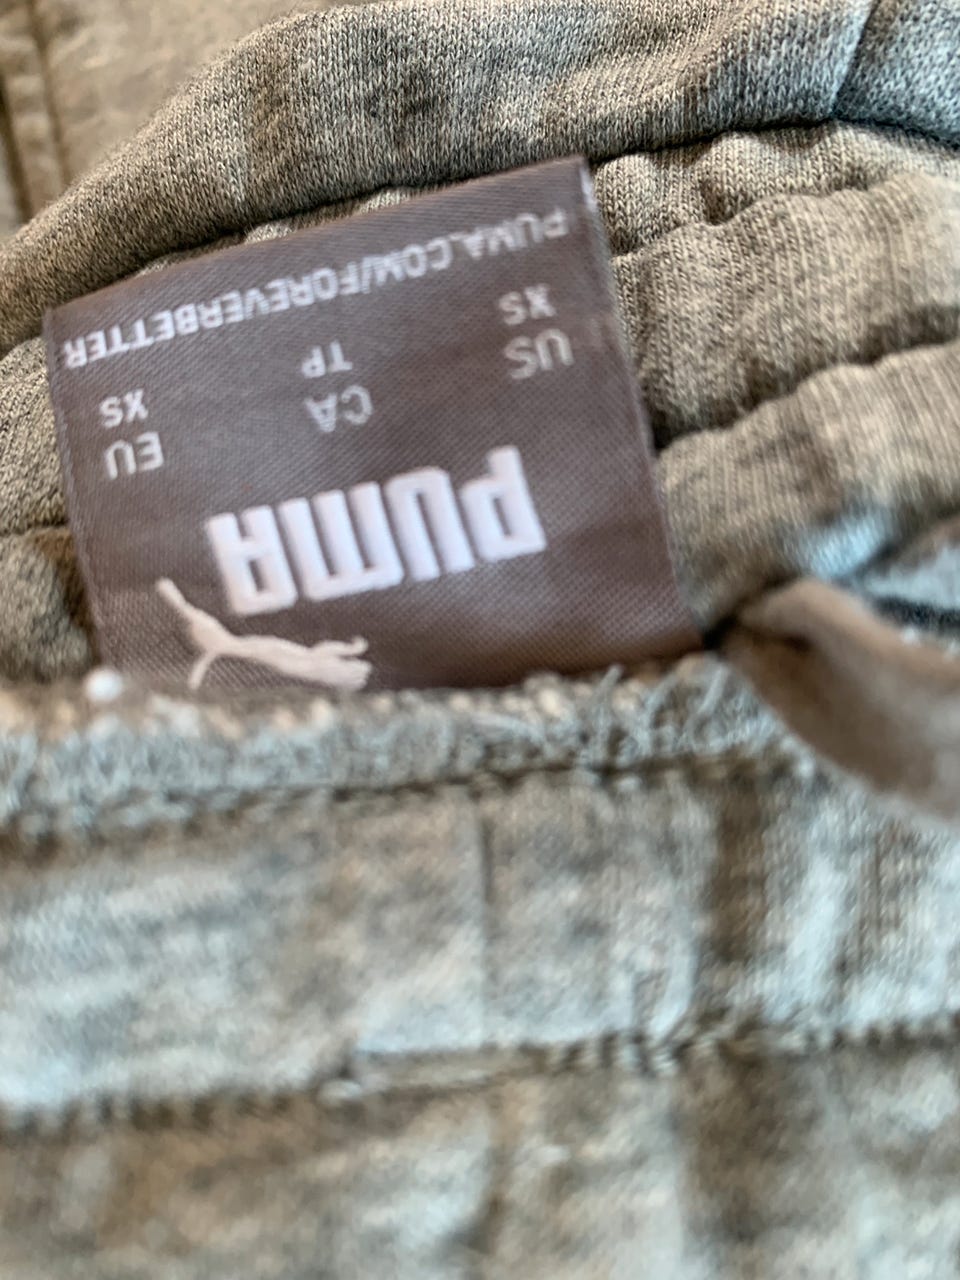 PUMA
US CA EU
XS TP XS
PUMA.COM/FOREVERBETTER